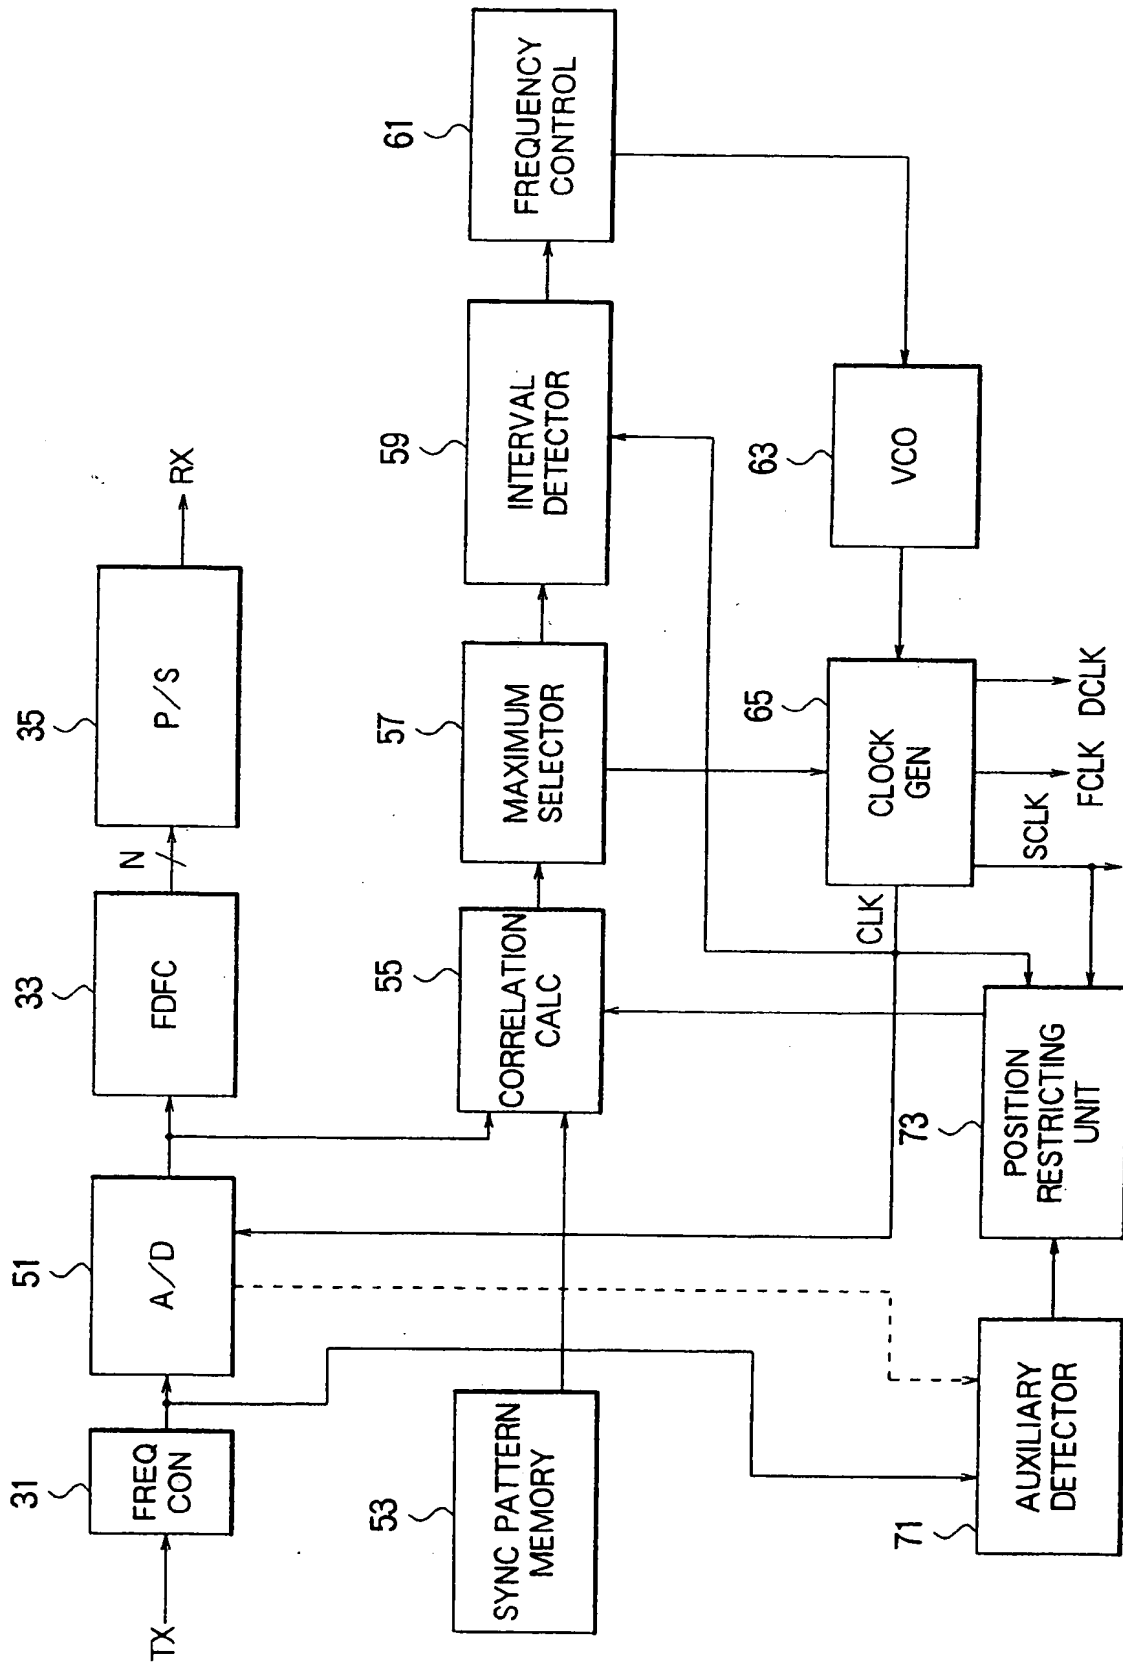 TX
31
FREQ
CON
51
A/D
33
FDFC
N
35
P/S
RX
53
SYNC PATTERN
MEMORY
55
CORRELATION
CALC
57
MAXIMUM
SELECTOR
59
INTERVAL
DETECTOR
61
FREQUENCY
CONTROL
71
AUXILIARY
DETECTOR
73
POSITION
RESTRICTING
UNIT
CLK
65
CLOCK
GEN
SCLK
FCLK
DCLK
63
VCO